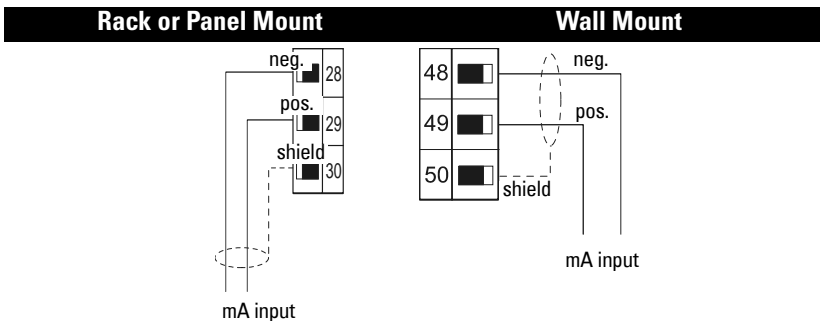 Rack or Panel Mount
neg.
28
pos.
29
shield
30
mA input
Wall Mount
48
neg.
49
pos.
50
shield
mA input